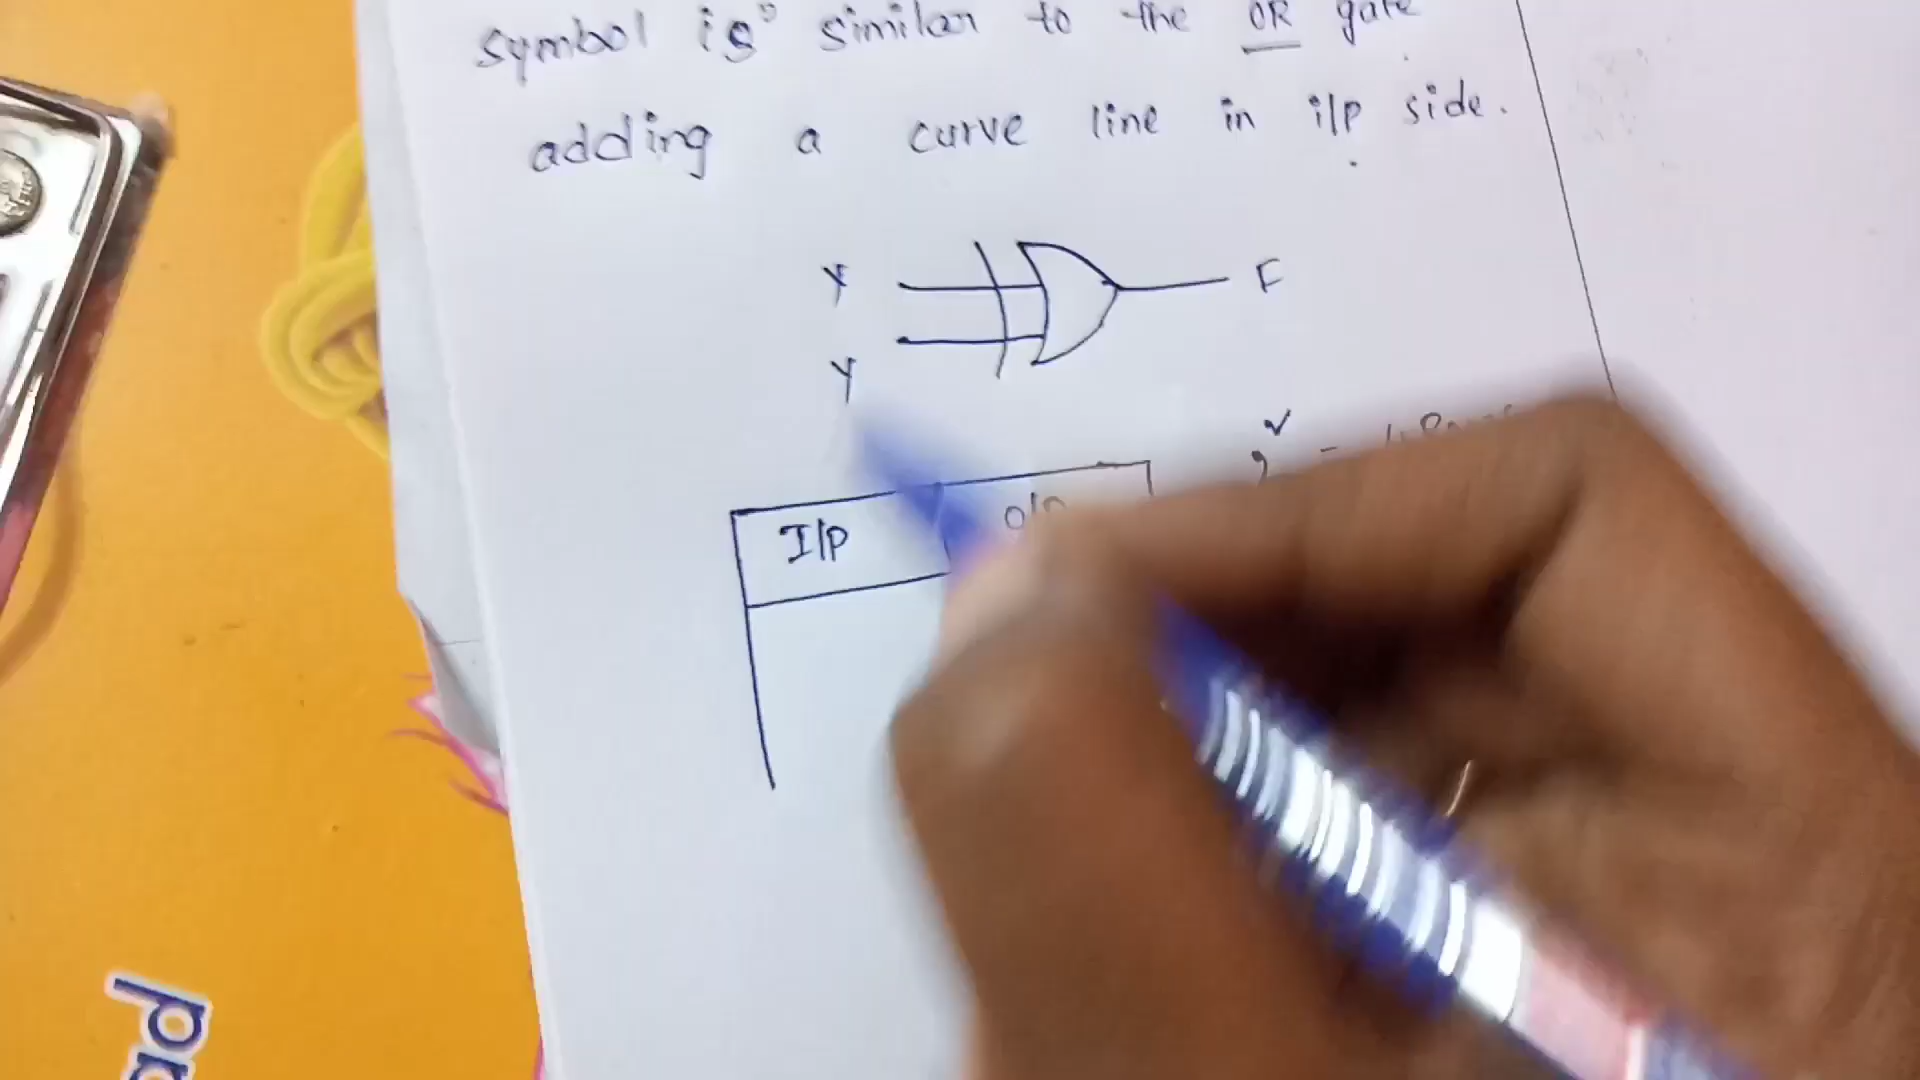 symbol is similar to the OR gate
adding a curve line in i/p side.
X
F
Y
I/P